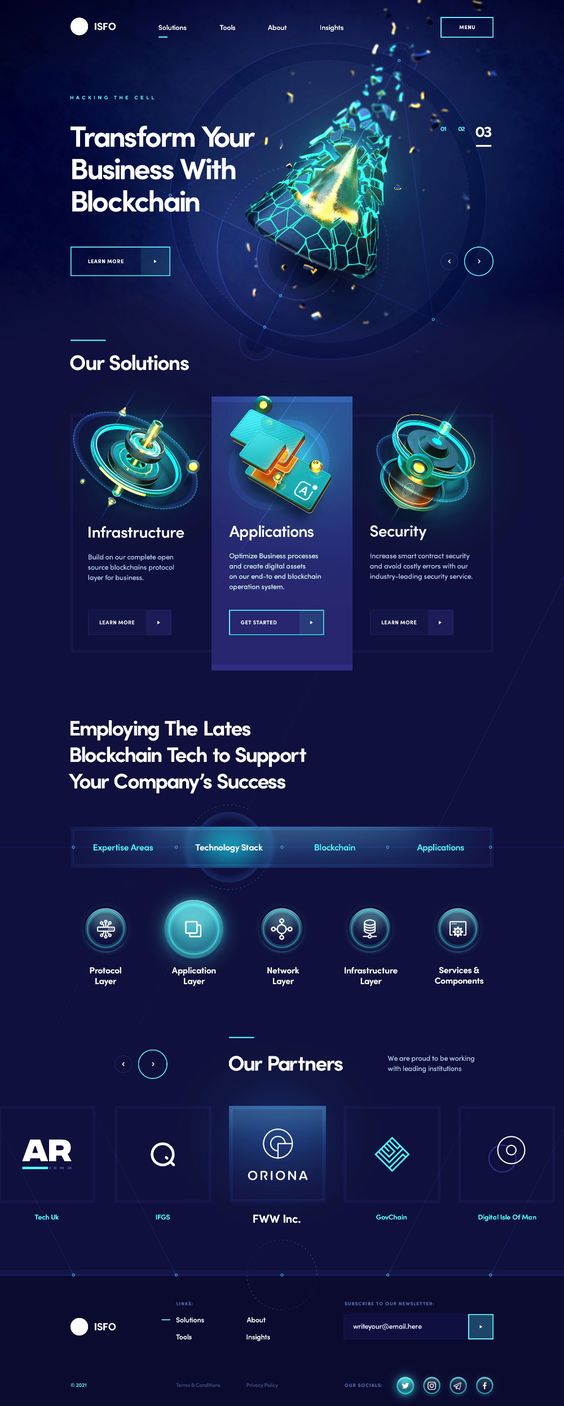 ISFO
Solutions
Tools
About
Insights
MENU
HACKING THE CELL
Transform Your
Business With
Blockchain
01
02
03
LEARN MORE
Our Solutions
Infrastructure
Build on our complete open
source blockchains protocol
layer for business.
LEARN MORE
Ai
Applications
Optimize Business processes
and create digital assets
on our end-to end blockchain
operation system.
GET STARTED
Security
Increase smart contract security
and avoid costly errors with our
industry-leading security service.
LEARN MORE
Employing The Lates
Blockchain Tech to Support
Your Company's Success
Expertise Areas
Technology Stack
Blockchain
Applications
Protocol
Layer
Application
Layer
Network
Layer
Infrastructure
Layer
Services &
Components
Our Partners
We are proud to be working
with leading institutions
AR
Tech Uk
IFGS
ORIONA
FWW Inc.
GovChain
Digital Isle Of Man
ISFO
LINKS:
Solutions
About
Tools
Insights
SUBSCRIBE TO OUR NEWSLETTER:
writeyour@email.here
© 2021
Terms & Conditions
Privacy Policy
OUR SOCIALS: